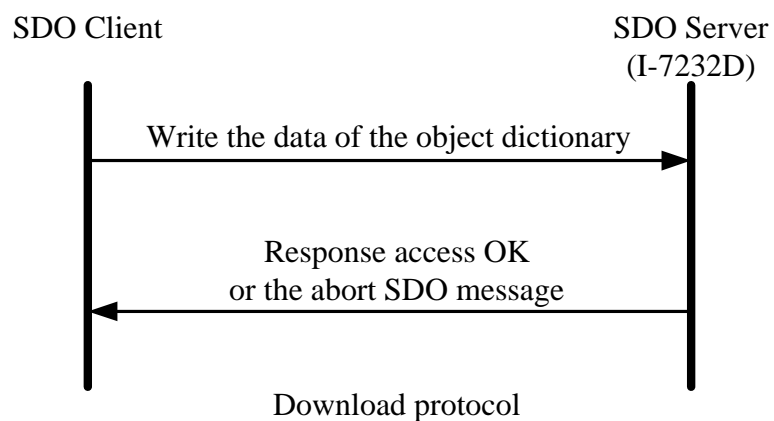 SDO Client
SDO Server
(I-7232D)
Write the data of the object dictionary
Response access OK
or the abort SDO message
Download protocol